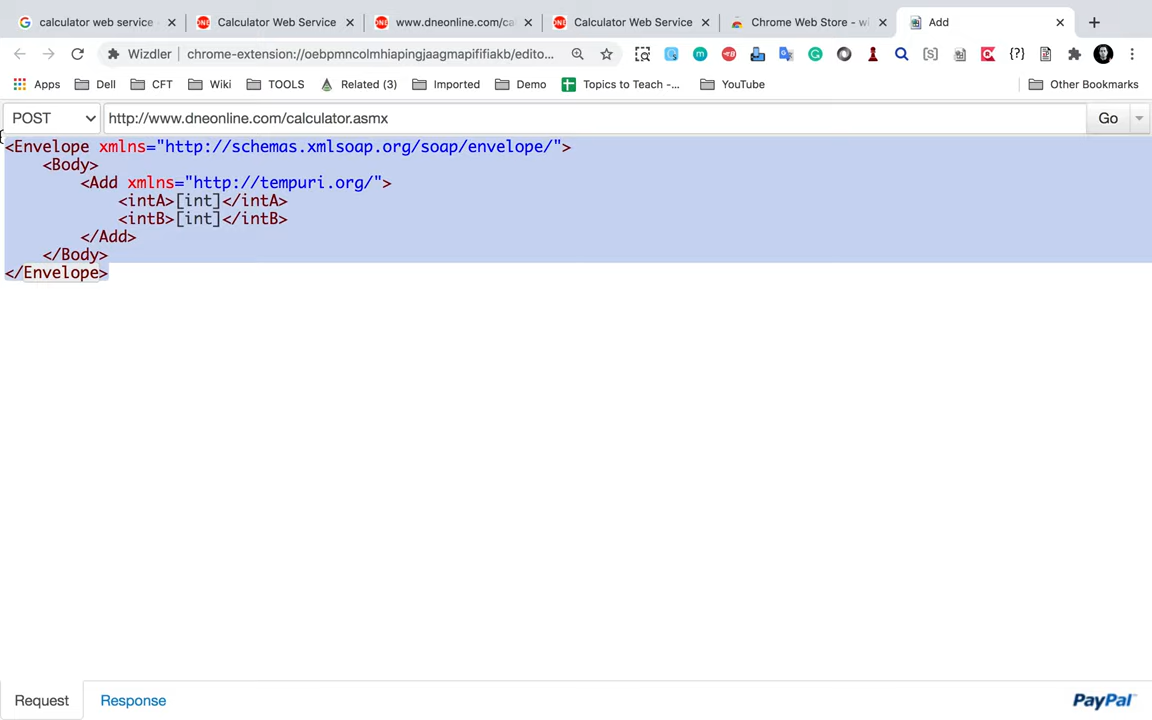 calculator web service
Calculator Web Service
www.dneonline.com/ca
Calculator Web Service
Chrome Web Store - wi
Add
Wizdler
chrome-extension://oebpmncolmhiapingjaagmapififiakb/edito...
Apps
Dell
CFT
Wiki
TOOLS
Related (3)
Imported
Demo
Topics to Teach -...
YouTube
Other Bookmarks
POST
http://www.dneonline.com/calculator.asmx
Go
<Envelope xmlns="http://schemas.xmlsoap.org/soap/envelope/">
<Body>
<Add xmlns="http://tempuri.org/">
<intA>[int]</intA>
<intB>[int]</intB>
</Add>
</Body>
</Envelope>
Request
Response
PayPal